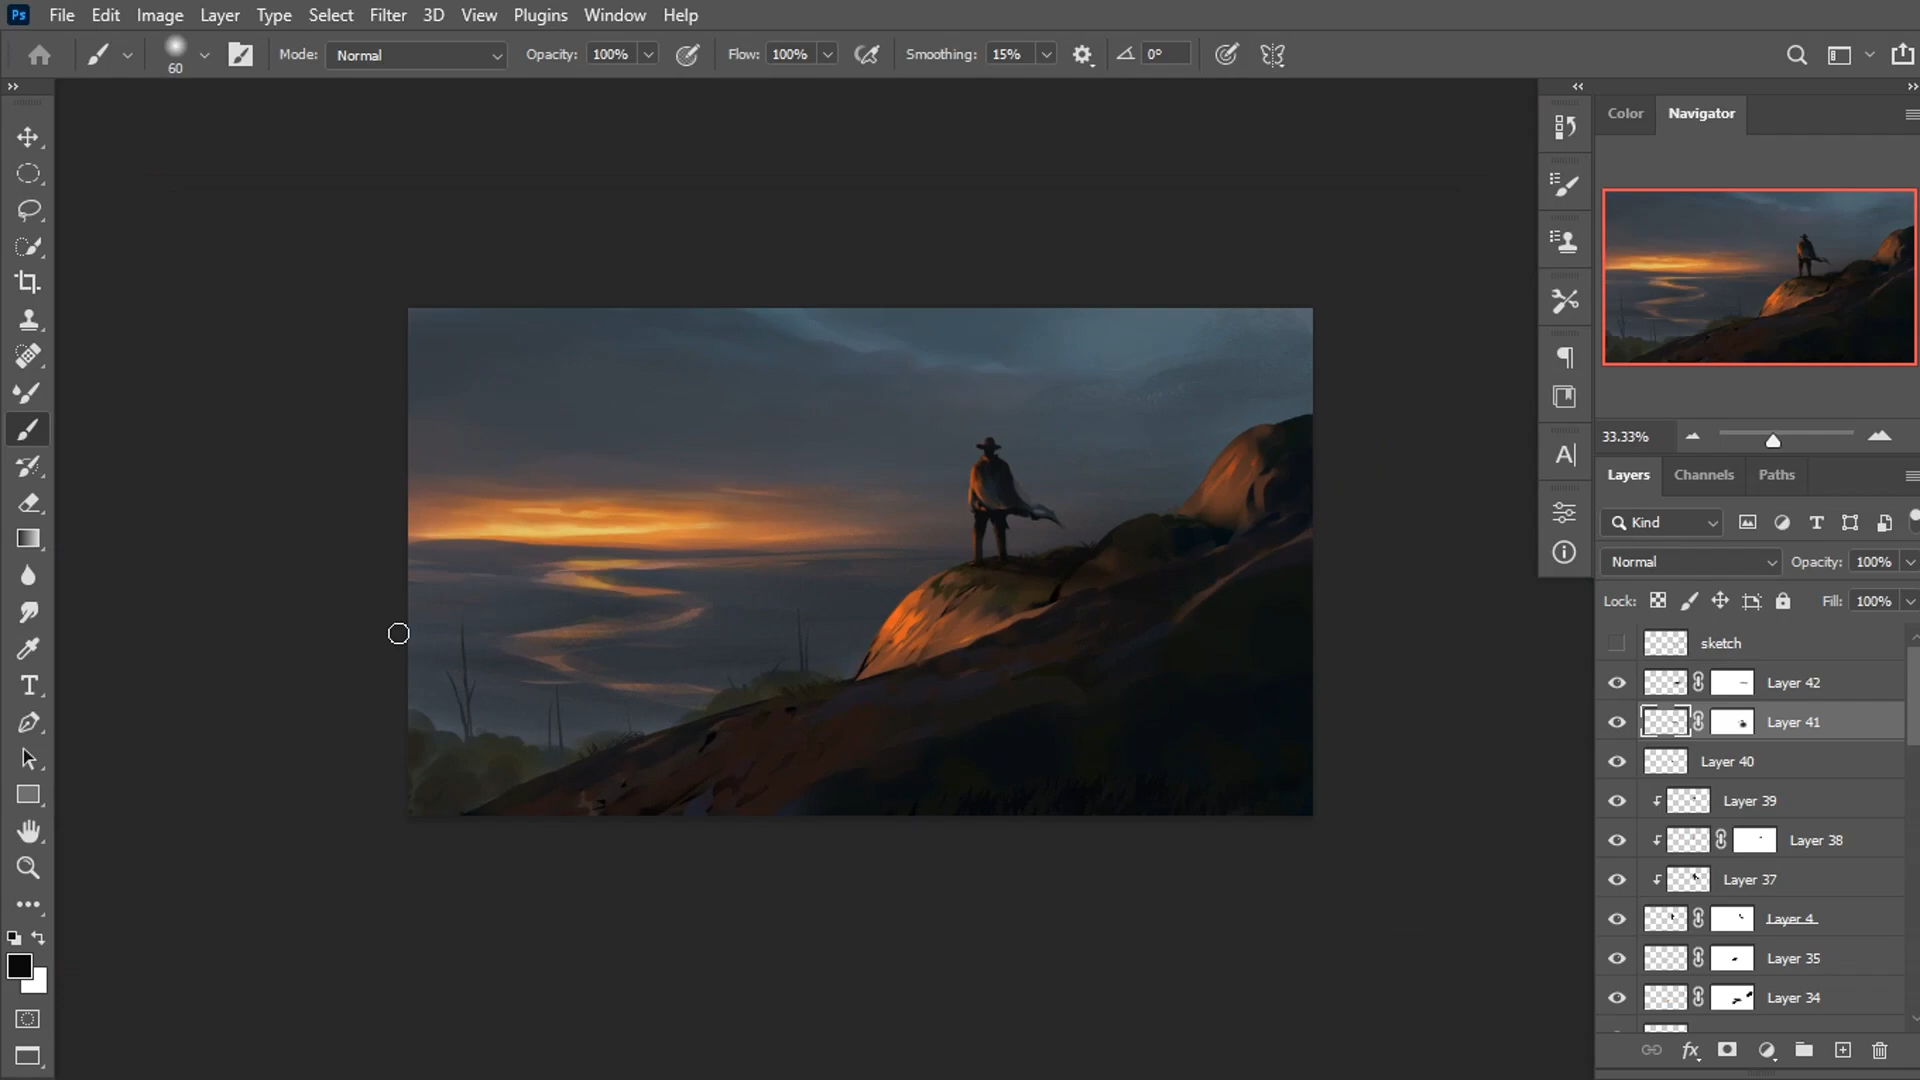 Ps File Edit Image Layer Type Select Filter 3D View Plugins Window Help
60 Mode: Normal Opacity: 100% Flow: 100% Smoothing: 15% 0°
Color Navigator
33.33%
Layers Channels Paths
Kind
Normal Opacity: 100%
Lock: Fill: 100%
sketch
Layer 42
Layer 41
Layer 40
Layer 39
Layer 38
Layer 37
Layer 4
Layer 35
Layer 34
fx